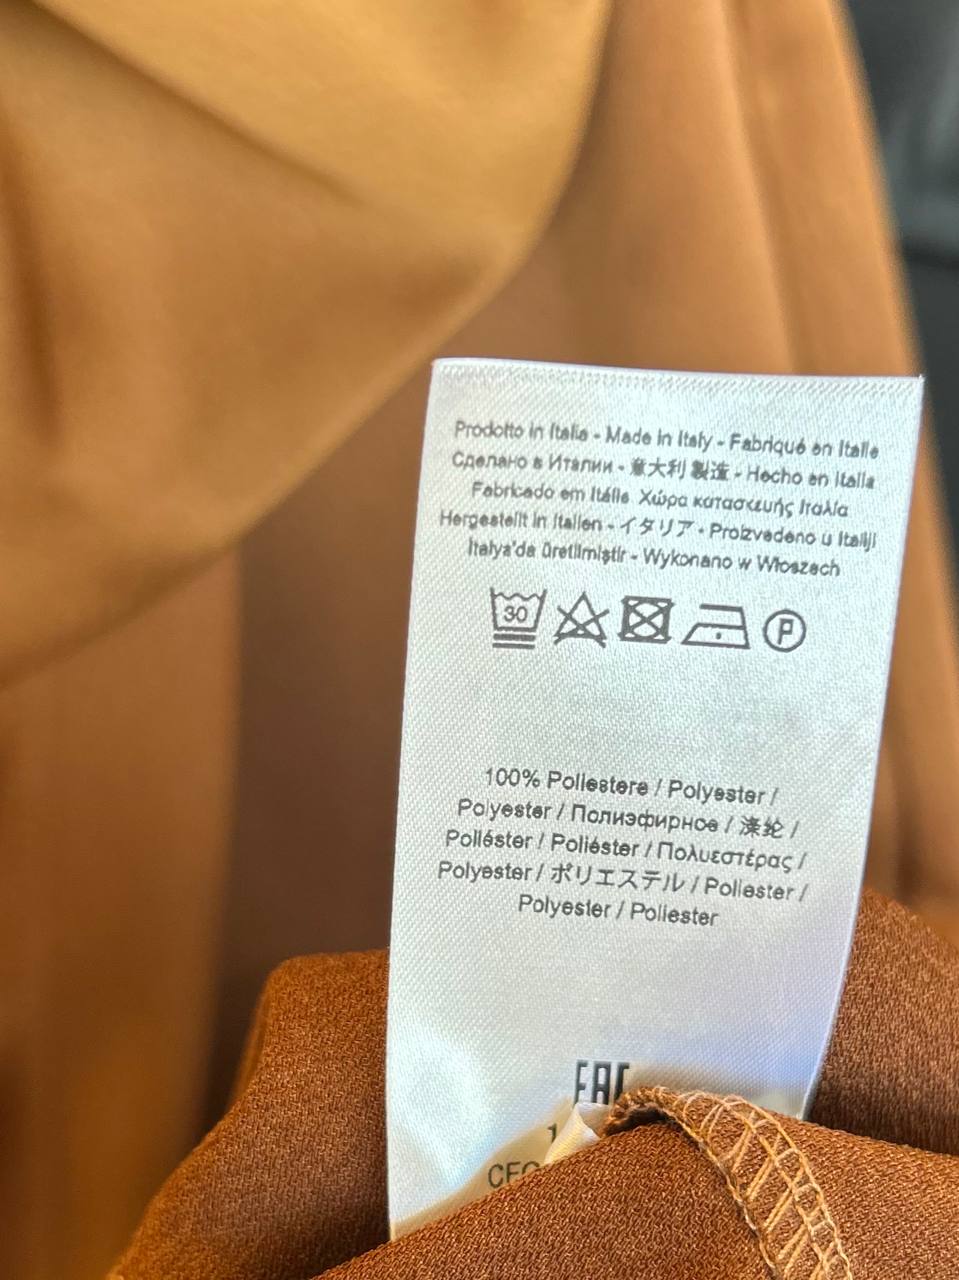 Prodotto in Italia - Made in Italy - Fabriqué en Italie
Сделано в Италии - 意大利 製造 - Hecho en Italia
Fabricado em Itália Χώρα κατασκευής Ιταλία
Hergestellt in Italien - イタリア - Proizvedeno u Italiji
İtalya'da üretilmiştir - Wykonano w Włoszech
30
P
100% Poliestere / Polyester /
Polyester / Полиэфирное / 涤纶 /
Poliéster / Poliéster / Πολυεστέρας /
Polyester / ポリエステル / Poliester /
Polyester / Poliester
EAC